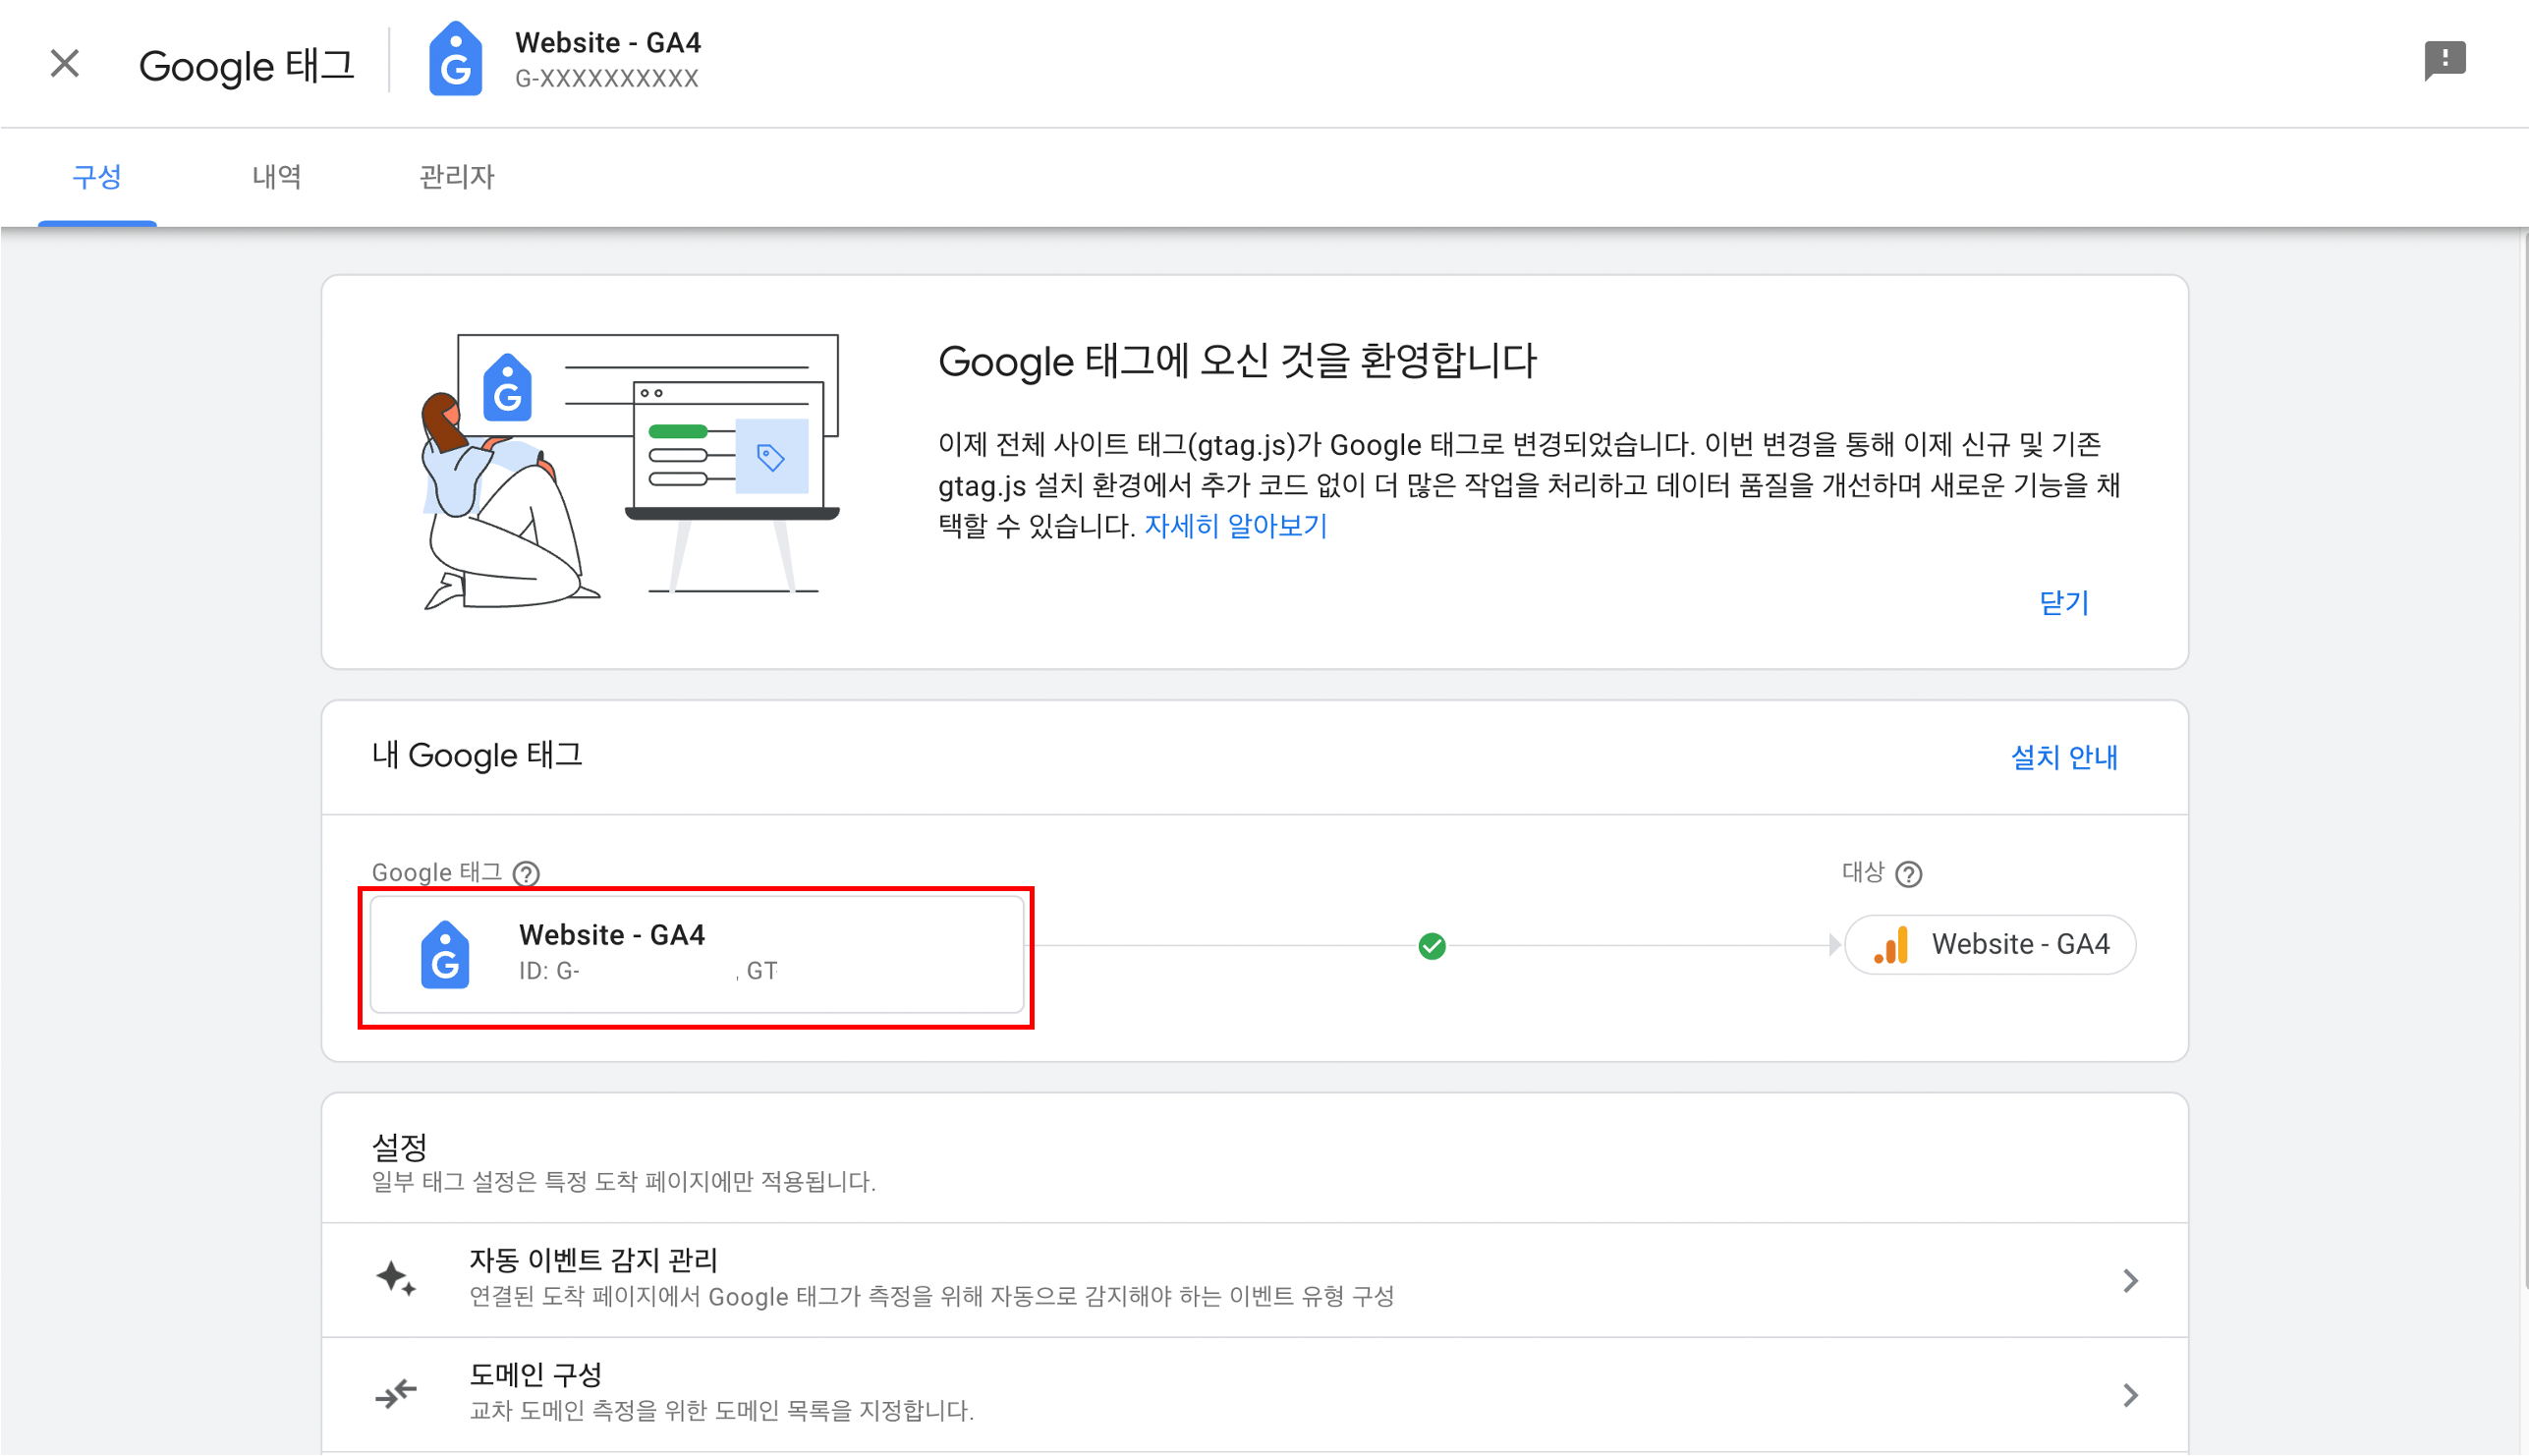 Google 태그
Website - GA4
G-XXXXXXXXXX
구성
내역
관리자
Google 태그에 오신 것을 환영합니다
이제 전체 사이트 태그(gtag.js)가 Google 태그로 변경되었습니다. 이번 변경을 통해 이제 신규 및 기존
gtag.js 설치 환경에서 추가 코드 없이 더 많은 작업을 처리하고 데이터 품질을 개선하며 새로운 기능을 채
택할 수 있습니다. 자세히 알아보기
닫기
내 Google 태그
설치 안내
Google 태그
Website - GA4
ID: G- , GT
대상
Website - GA4
설정
일부 태그 설정은 특정 도착 페이지에만 적용됩니다.
자동 이벤트 감지 관리
연결된 도착 페이지에서 Google 태그가 측정을 위해 자동으로 감지해야 하는 이벤트 유형 구성
도메인 구성
교차 도메인 측정을 위한 도메인 목록을 지정합니다.